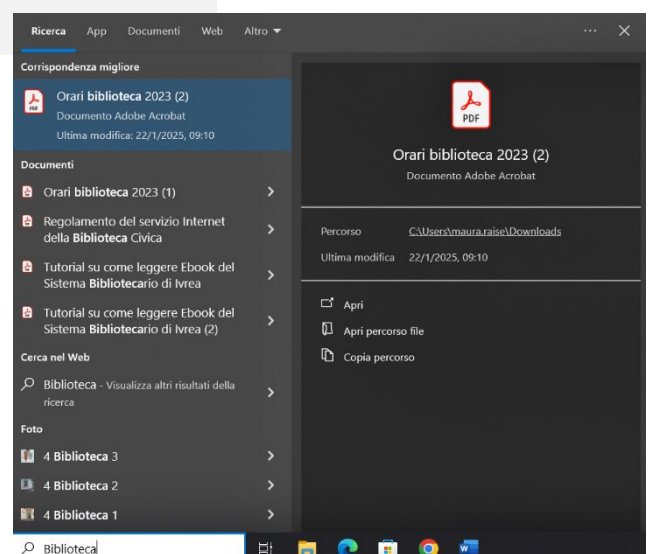 Ricerca App Documenti Web Altro
Corrispondenza migliore
Orari biblioteca 2023 (2)
Documento Adobe Acrobat
Ultima modifica: 22/1/2025, 09:10
Documenti
Orari biblioteca 2023 (1)
Regolamento del servizio Internet
della Biblioteca Civica
Tutorial su come leggere Ebook del
Sistema Bibliotecario di Ivrea
Tutorial su come leggere Ebook del
Sistema Bibliotecario di Ivrea (2)
Cerca nel Web
Biblioteca - Visualizza altri risultati della
ricerca
Foto
4 Biblioteca 3
4 Biblioteca 2
4 Biblioteca 1
Biblioteca
PDF
Orari biblioteca 2023 (2)
Documento Adobe Acrobat
Percorso C:\Users\maura.raise\Downloads
Ultima modifica 22/1/2025, 09:10
Apri
Apri percorso file
Copia percorso